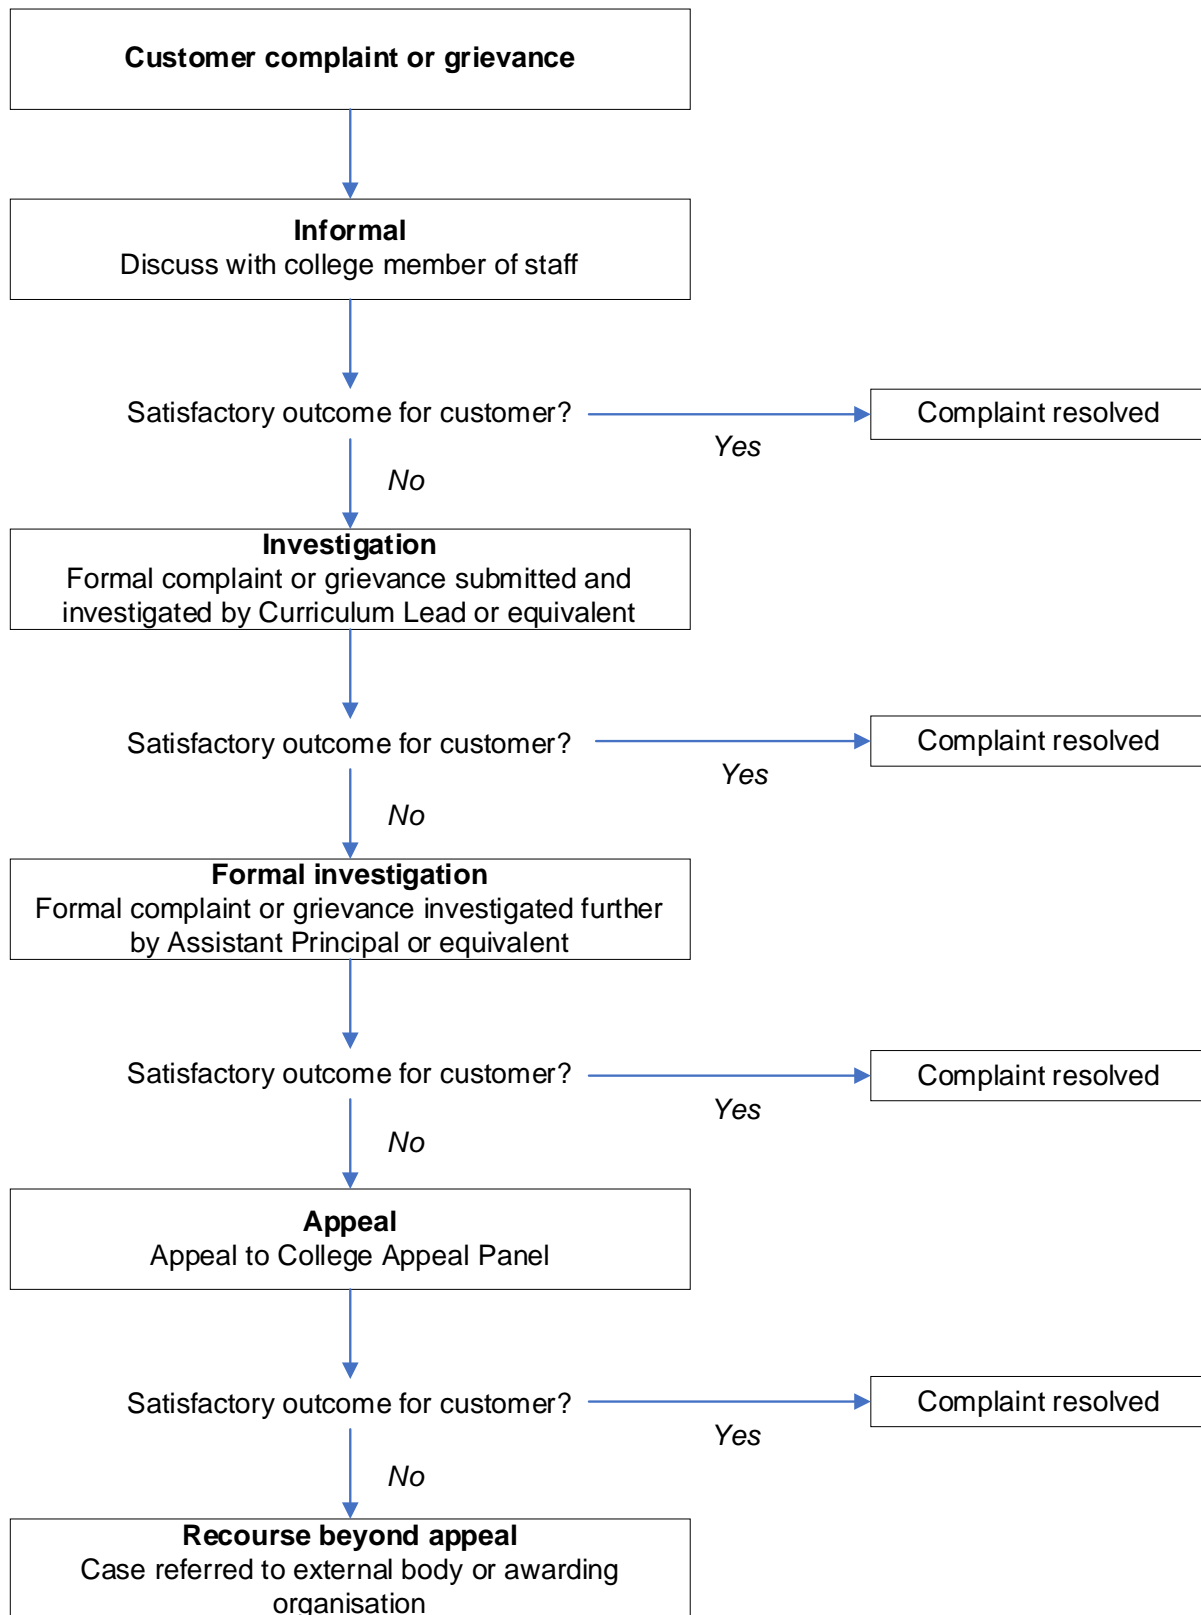 Customer complaint or grievance
Informal
Discuss with college member of staff
Satisfactory outcome for customer?
Complaint resolved
Yes
No
Investigation
Formal complaint or grievance submitted and
investigated by Curriculum Lead or equivalent
Satisfactory outcome for customer?
Complaint resolved
Yes
No
Formal investigation
Formal complaint or grievance investigated further
by Assistant Principal or equivalent
Satisfactory outcome for customer?
Complaint resolved
Yes
No
Appeal
Appeal to College Appeal Panel
Satisfactory outcome for customer?
Complaint resolved
Yes
No
Recourse beyond appeal
Case referred to external body or awarding
organisation